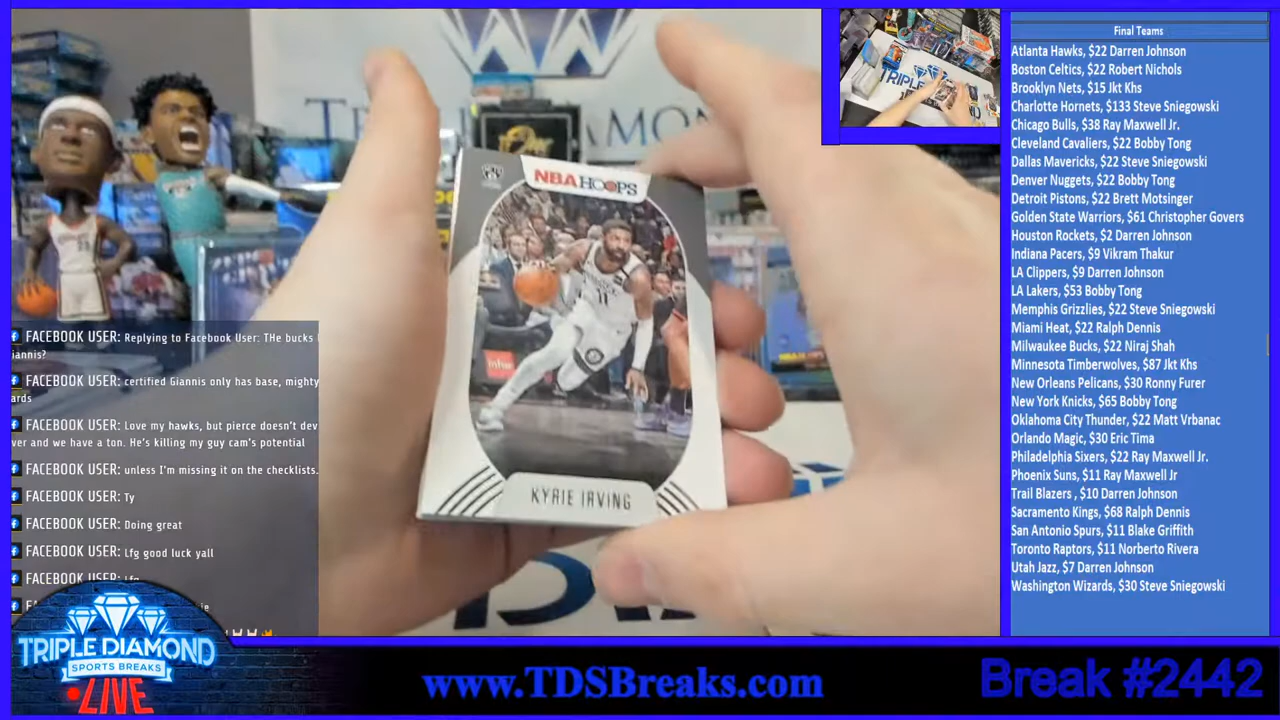 NBA HOOPS
11
KYRIE IRVING
FACEBOOK USER: Replying to Facebook User: THe bucks
iannis?
FACEBOOK USER: certified Giannis only has base, mighty
ards
FACEBOOK USER: Love my hawks, but pierce doesn't dev
ver and we have a ton. He's killing my guy cam's potential
FACEBOOK USER: unless I'm missing it on the checklists.
FACEBOOK USER: Ty
FACEBOOK USER: Doing great
FACEBOOK USER: Lfg good luck yall
FACEBOOK USER: Lfg
TRIPLE DIAMOND
SPORTS BREAKS
LIVE
www.TDSBreaks.com
Break #2442
Final Teams
Atlanta Hawks, $22 Darren Johnson
Boston Celtics, $22 Robert Nichols
Brooklyn Nets, $15 Jkt Khs
Charlotte Hornets, $133 Steve Sniegowski
Chicago Bulls, $38 Ray Maxwell Jr.
Cleveland Cavaliers, $22 Bobby Tong
Dallas Mavericks, $22 Steve Sniegowski
Denver Nuggets, $22 Bobby Tong
Detroit Pistons, $22 Brett Motsinger
Golden State Warriors, $61 Christopher Govers
Houston Rockets, $2 Darren Johnson
Indiana Pacers, $9 Vikram Thakur
LA Clippers, $9 Darren Johnson
LA Lakers, $53 Bobby Tong
Memphis Grizzlies, $22 Steve Sniegowski
Miami Heat, $22 Ralph Dennis
Milwaukee Bucks, $22 Niraj Shah
Minnesota Timberwolves, $87 Jkt Khs
New Orleans Pelicans, $30 Ronny Furer
New York Knicks, $65 Bobby Tong
Oklahoma City Thunder, $22 Matt Vrbanac
Orlando Magic, $30 Eric Tima
Philadelphia Sixers, $22 Ray Maxwell Jr.
Phoenix Suns, $11 Ray Maxwell Jr
Trail Blazers , $10 Darren Johnson
Sacramento Kings, $68 Ralph Dennis
San Antonio Spurs, $11 Blake Griffith
Toronto Raptors, $11 Norberto Rivera
Utah Jazz, $7 Darren Johnson
Washington Wizards, $30 Steve Sniegowski